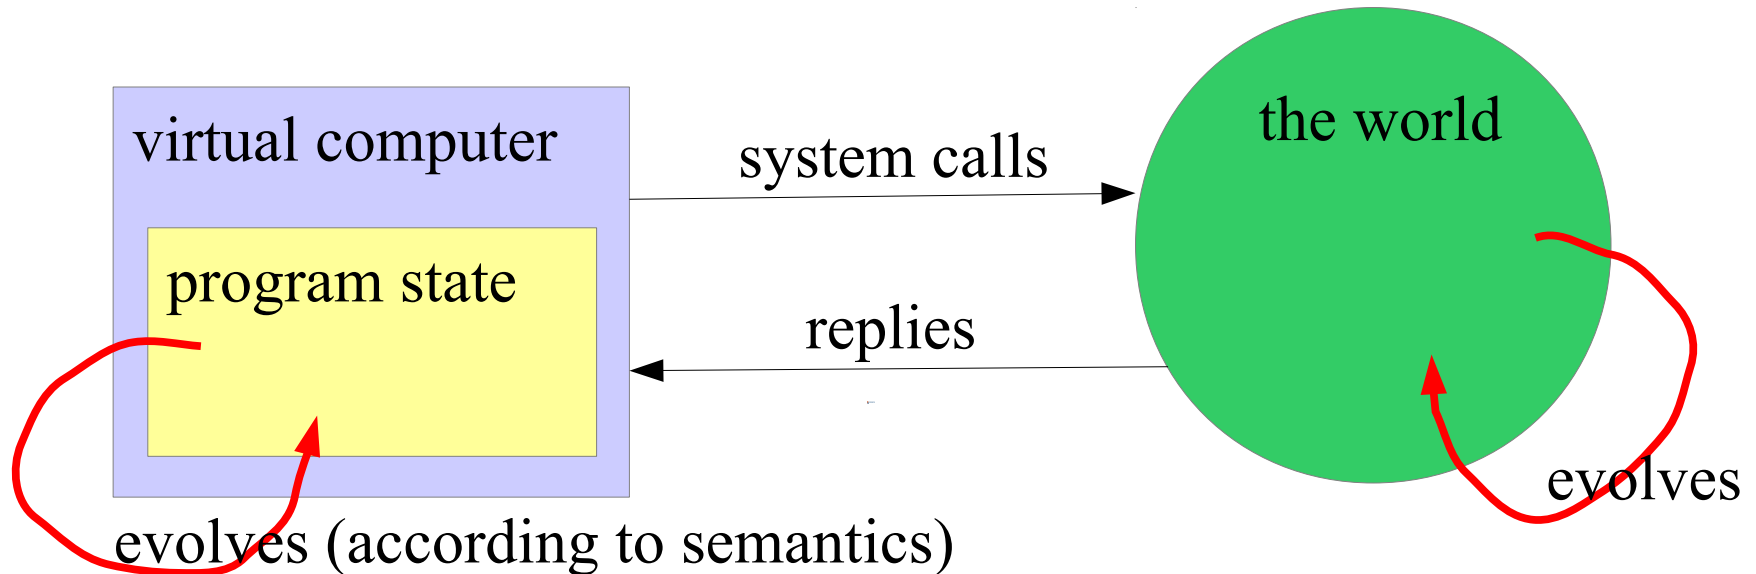 virtual computer
program state
evolves (according to semantics)
system calls
replies
the world
evolves